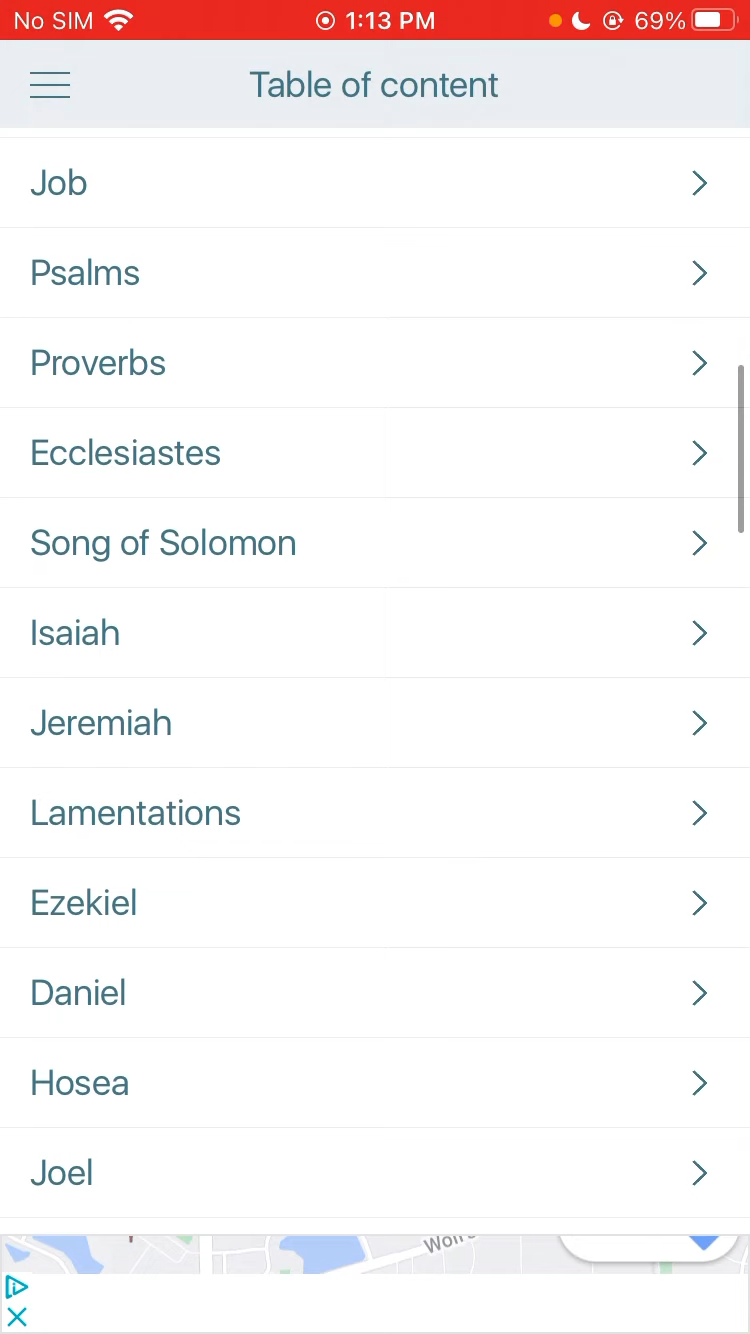 No SIM 1:13 PM 69%
Table of content
Job
Psalms
Proverbs
Ecclesiastes
Song of Solomon
Isaiah
Jeremiah
Lamentations
Ezekiel
Daniel
Hosea
Joel